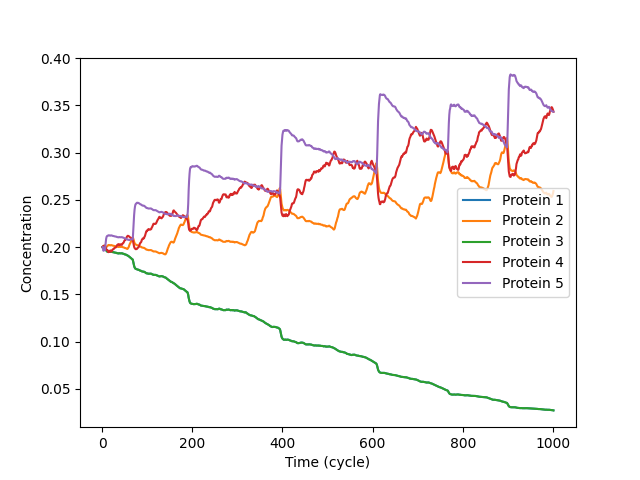 0.40
0.35
0.30
0.25
0.20
0.15
0.10
0.05
Concentration
Protein 1
Protein 2
Protein 3
Protein 4
Protein 5
0 200 400 600 800 1000
Time (cycle)